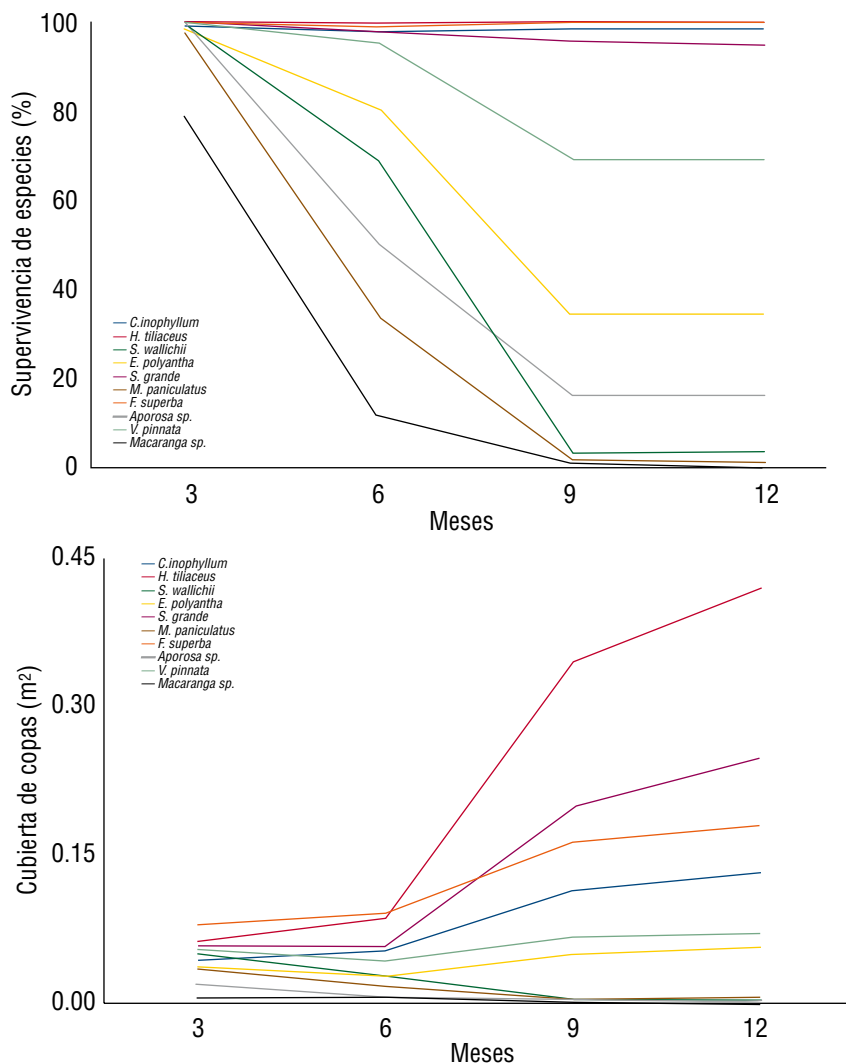 Supervivencia de especies (%)
100
80
60
40
20
0
C.inophyllum
H. tiliaceus
S. wallichii
E. polyantha
S. grande
M. paniculatus
F. superba
Aporosa sp.
V. pinnata
Macaranga sp.
3 6 9 12
Meses
Cubierta de copas (m²)
0.45
0.30
0.15
0.00
C.inophyllum
H. tiliaceus
S. wallichii
E. polyantha
S. grande
M. paniculatus
F. superba
Aporosa sp.
V. pinnata
Macaranga sp.
3 6 9 12
Meses